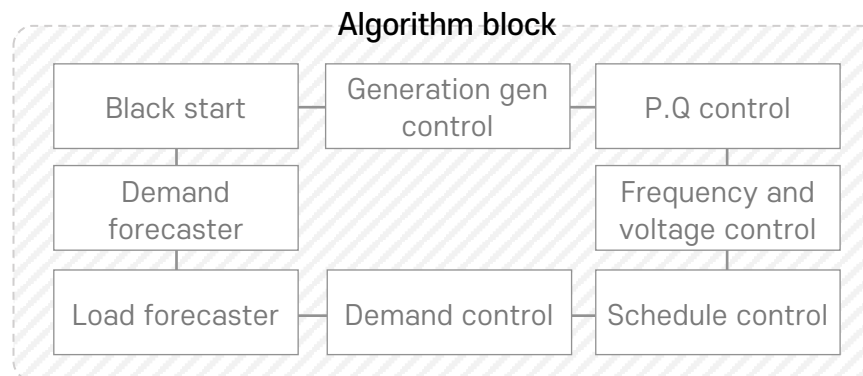 Algorithm block
Black start
Generation gen
control
P.Q control
Demand
forecaster
Frequency and
voltage control
Load forecaster
Demand control
Schedule control